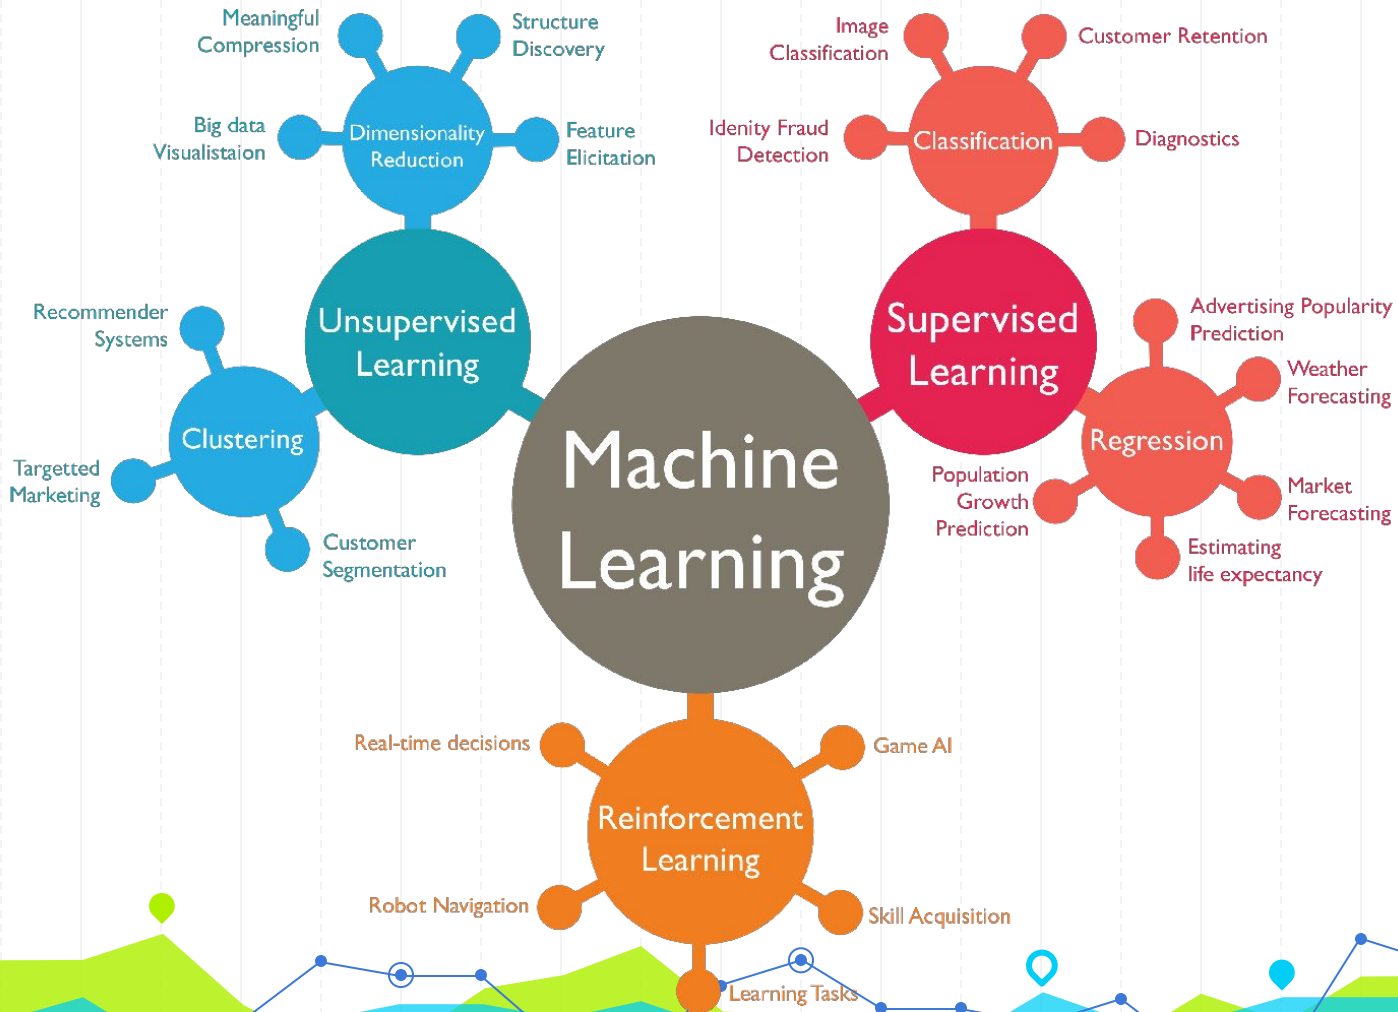 Meaningful
Compression
Structure
Discovery
Big data
Visualistaion
Dimensionality
Reduction
Feature
Elicitation
Image
Classification
Customer Retention
Idenity Fraud
Detection
Classification
Diagnostics
Unsupervised
Learning
Recommender
Systems
Clustering
Targetted
Marketing
Customer
Segmentation
Machine
Learning
Supervised
Learning
Advertising Popularity
Prediction
Weather
Forecasting
Regression
Population
Growth
Prediction
Market
Forecasting
Estimating
life expectancy
Real-time decisions
Game AI
Reinforcement
Learning
Robot Navigation
Skill Acquisition
Learning Tasks